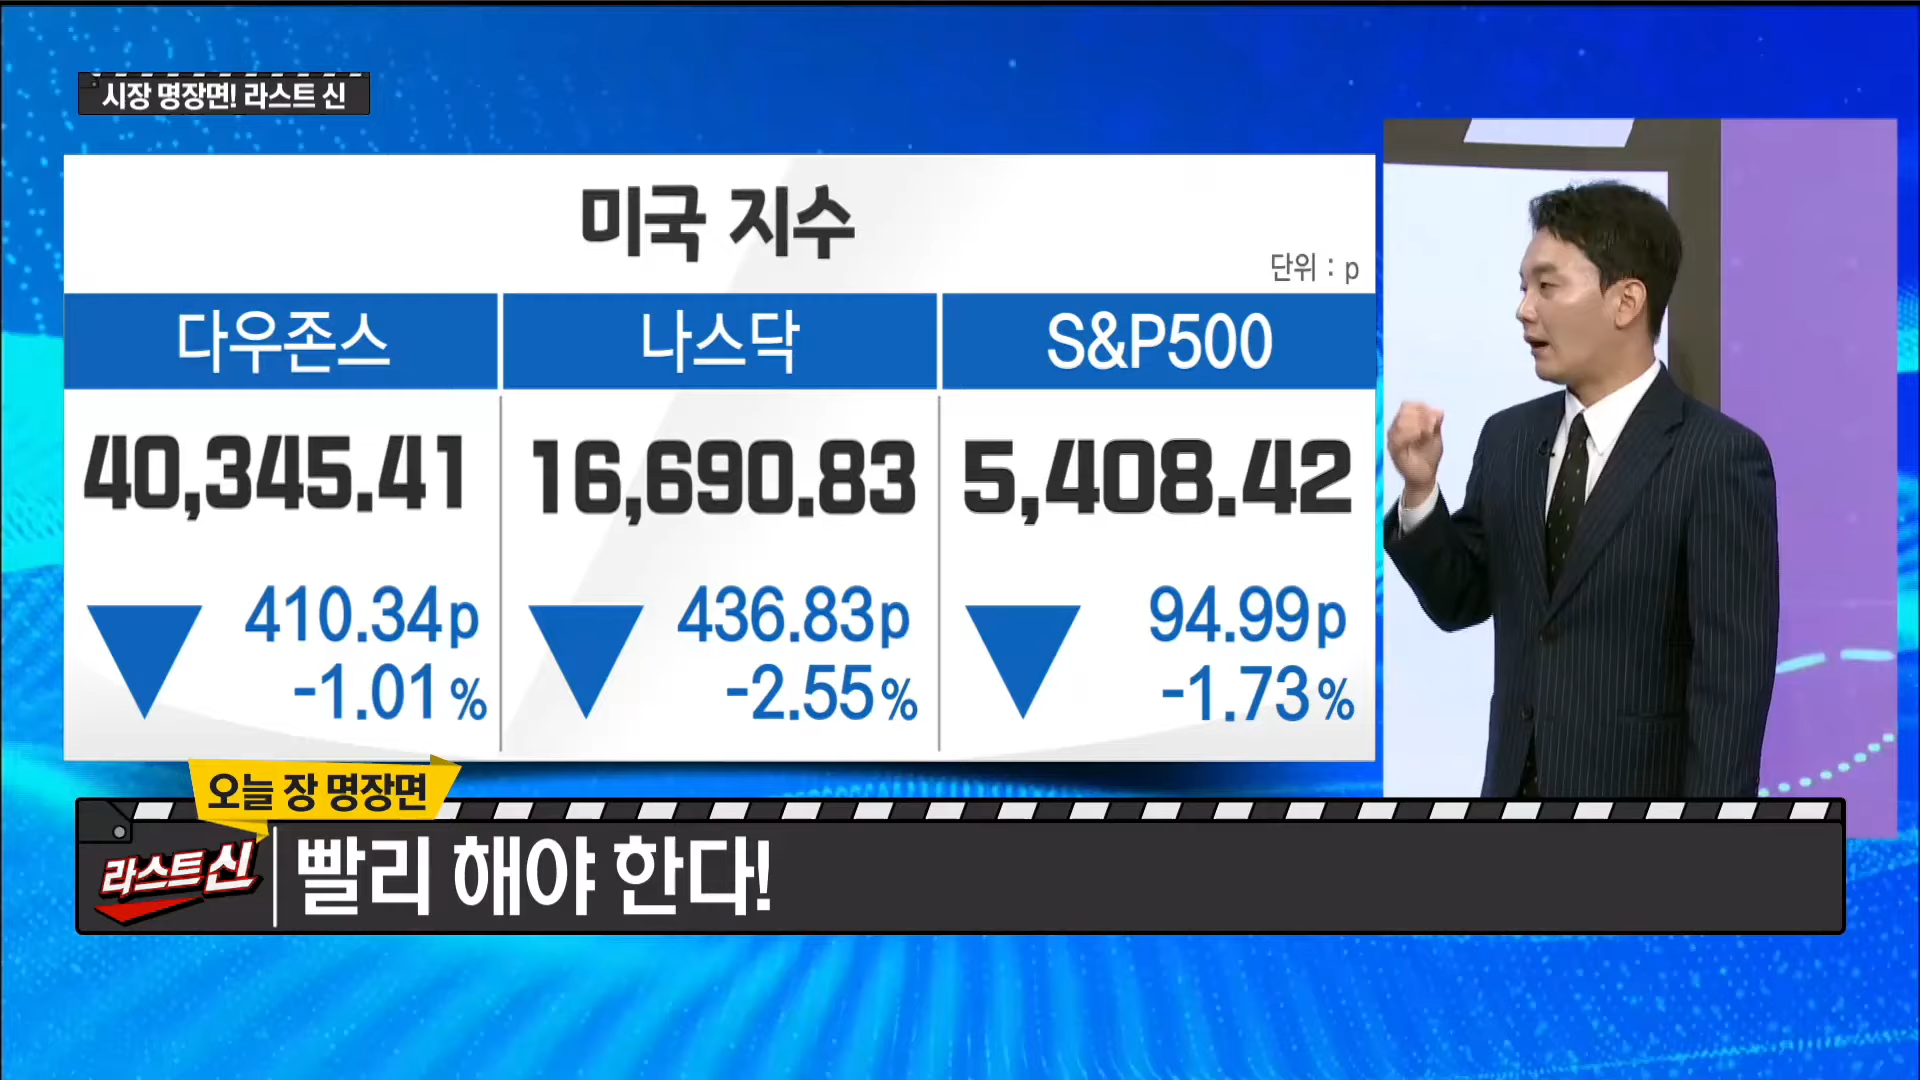 시장 명장면! 라스트 신
미국 지수
단위 : p
다우존스 나스닥 S&P500
40,345.41 16,690.83 5,408.42
▼ 410.34p ▼ 436.83p ▼ 94.99p
-1.01% -2.55% -1.73%
오늘 장 명장면
라스트신 빨리 해야 한다!